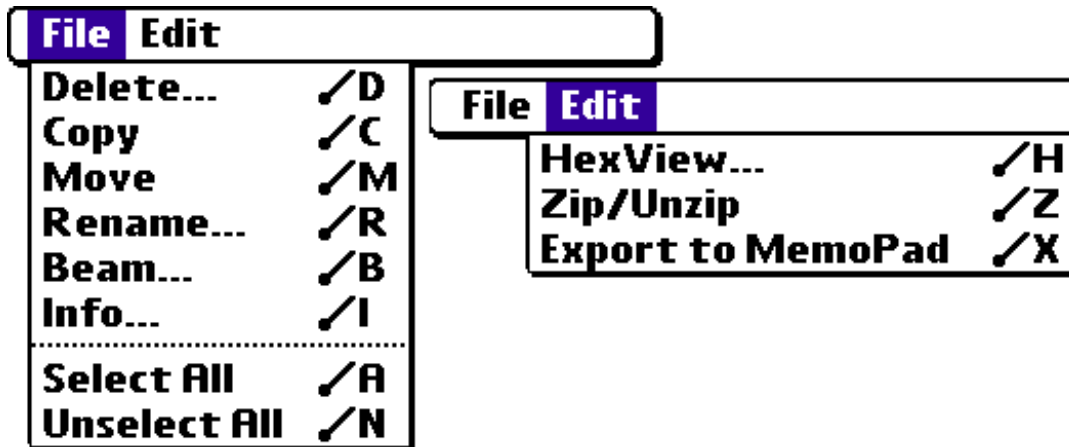 File Edit
Delete... D
Copy C
Move M
Rename... R
Beam... B
Info... I
Select All A
Unselect All N
File Edit
HexView... H
Zip/Unzip Z
Export to MemoPad X